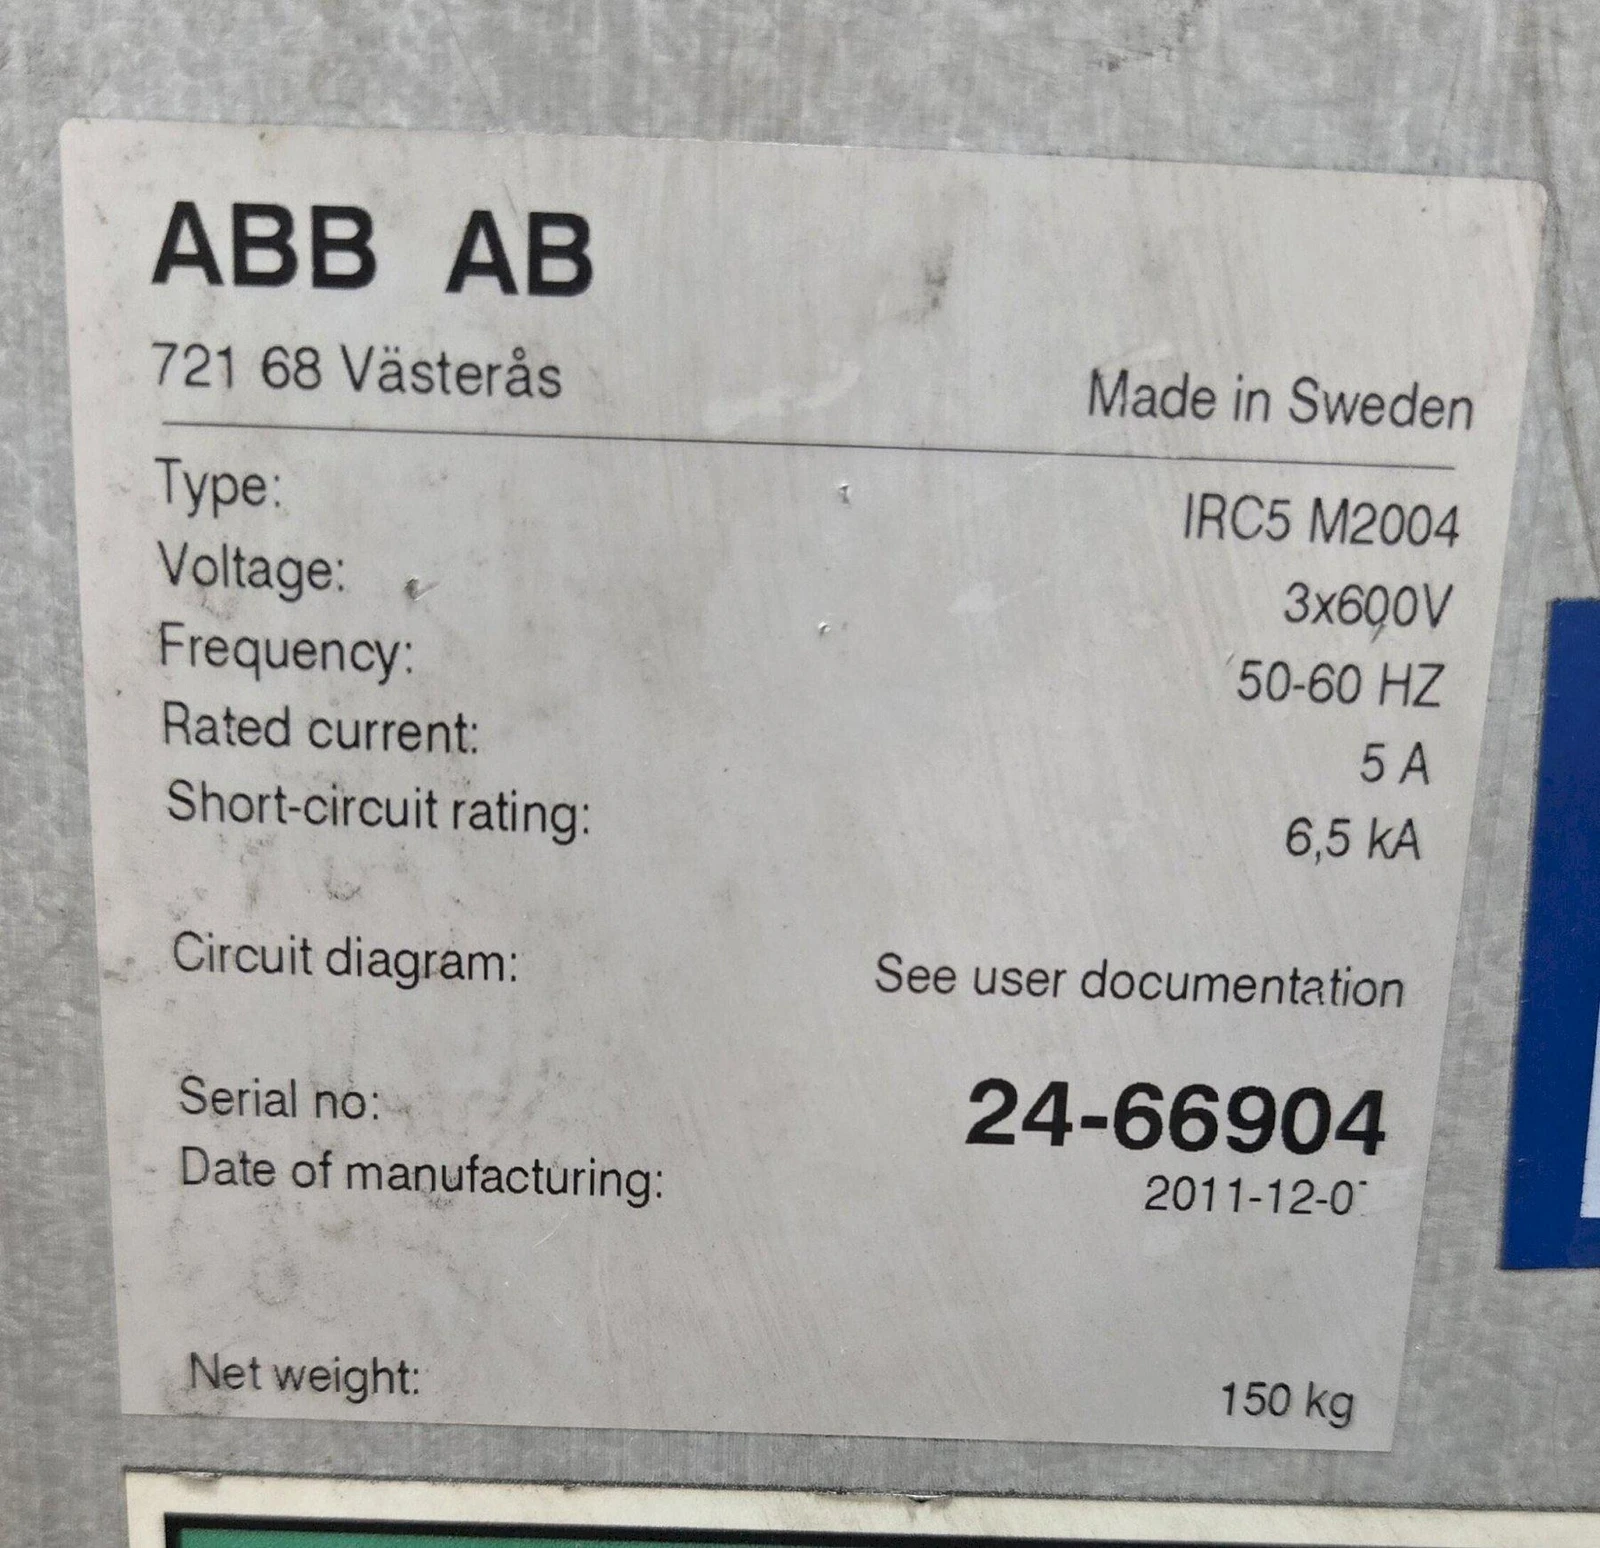 ABB AB
721 68 Västerås
Made in Sweden
Type: IRC5 M2004
Voltage: 3x600V
Frequency: 50-60 HZ
Rated current: 5 A
Short-circuit rating: 6,5 kA
Circuit diagram: See user documentation
Serial no: 24-66904
Date of manufacturing:
Net weight: 150 kg